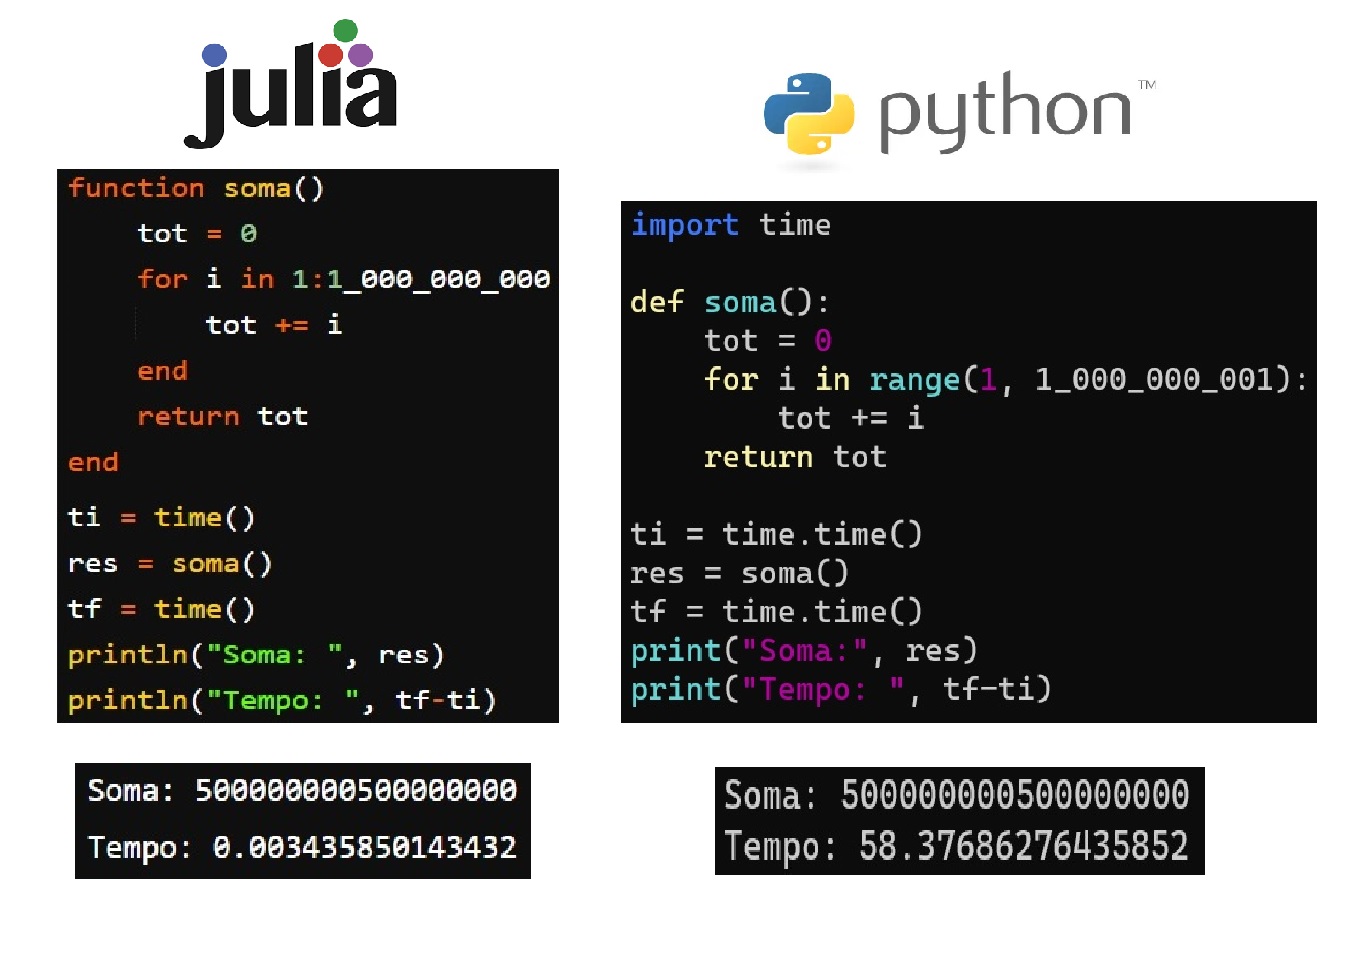 julia
function soma()
    tot = 0
    for i in 1:1_000_000_000
        tot += i
    end
    return tot
end
ti = time()
res = soma()
tf = time()
println("Soma: ", res)
println("Tempo: ", tf-ti)
Soma: 500000000500000000
Tempo: 0.003435850143432
python™
import time
def soma():
    tot = 0
    for i in range(1, 1_000_000_001):
        tot += i
    return tot
ti = time.time()
res = soma()
tf = time.time()
print("Soma:", res)
print("Tempo: ", tf-ti)
Soma: 500000000500000000
Tempo: 58.37686276435852